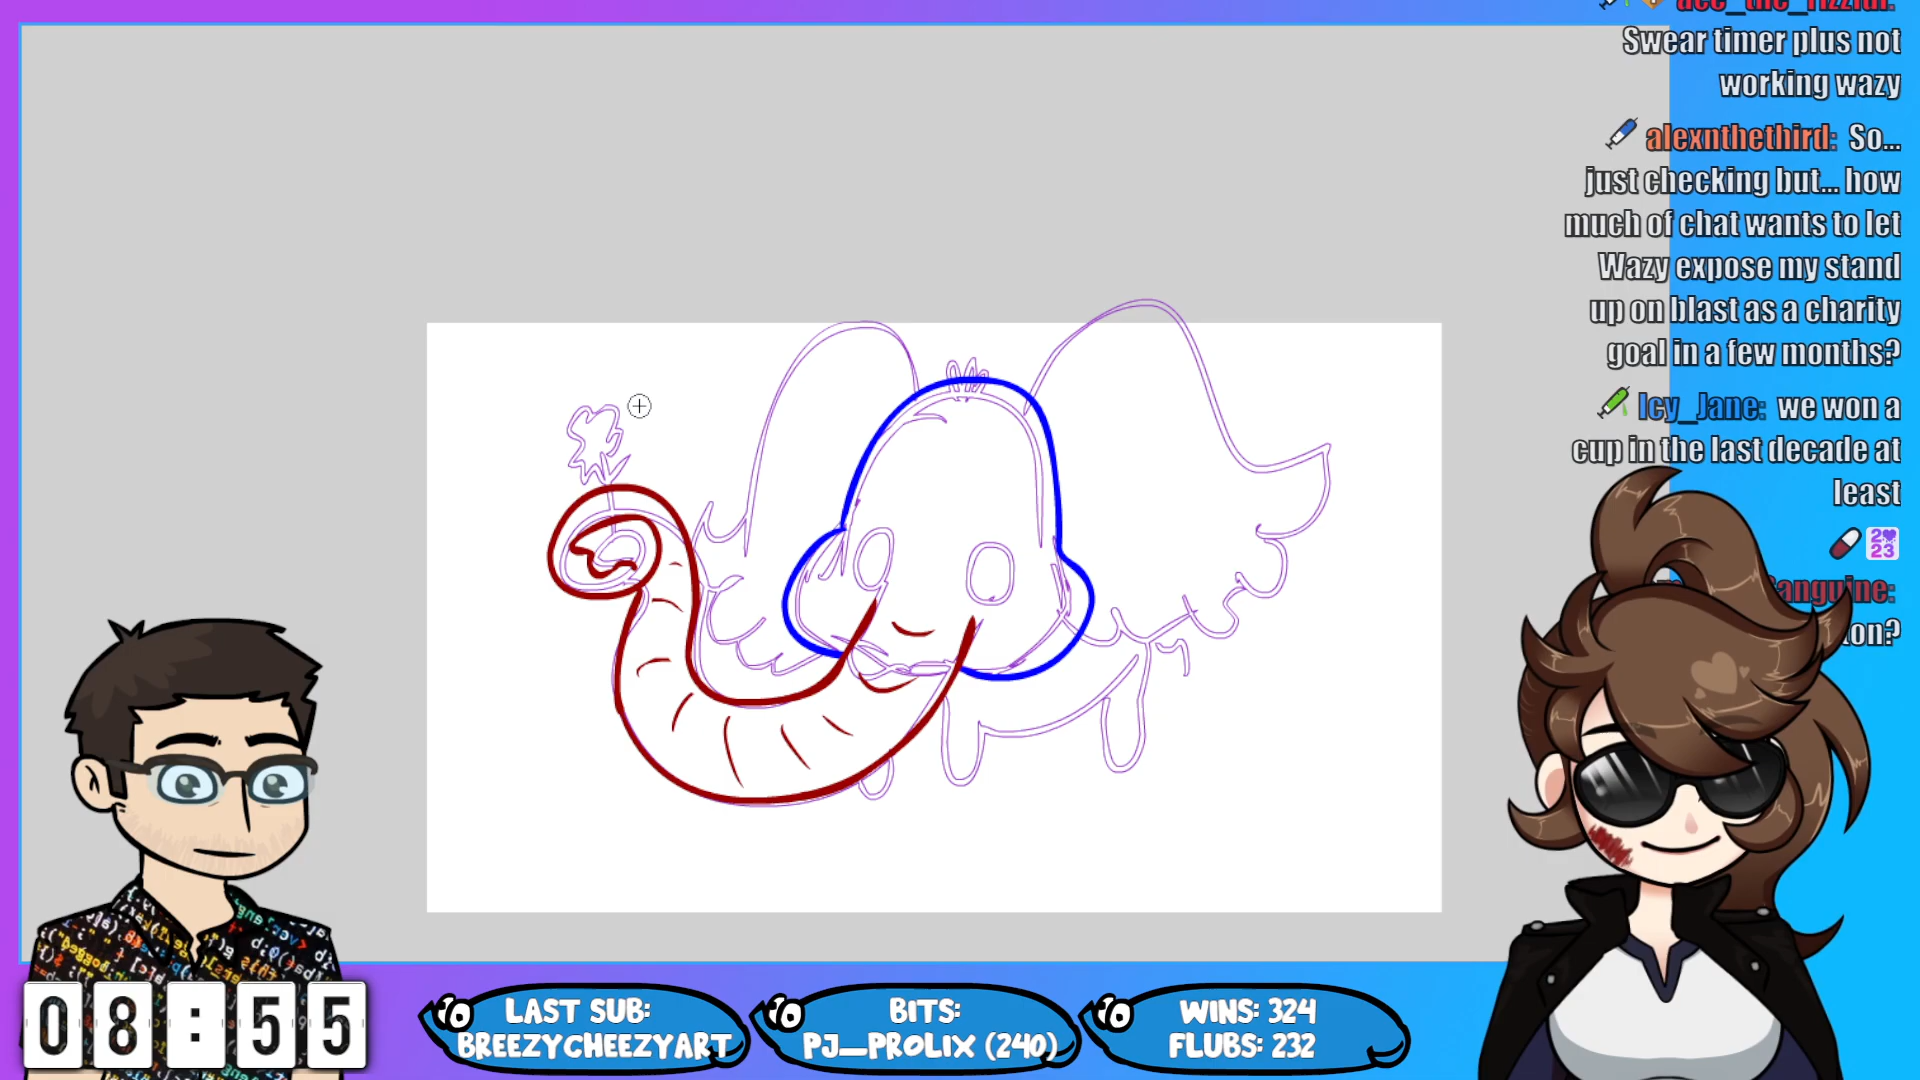 Swear timer plus not
working wazy
alexnthethird: So...
just checking but... how
much of chat wants to let
Wazy expose my stand
up on blast as a charity
goal in a few months?
Icy_Jane: we won a
cup in the last decade at
least
2
23
08:55
LAST SUB:
BREEZYCHEEZYART
BITS:
PJ_PROLIX (240)
WINS: 324
FLUBS: 232